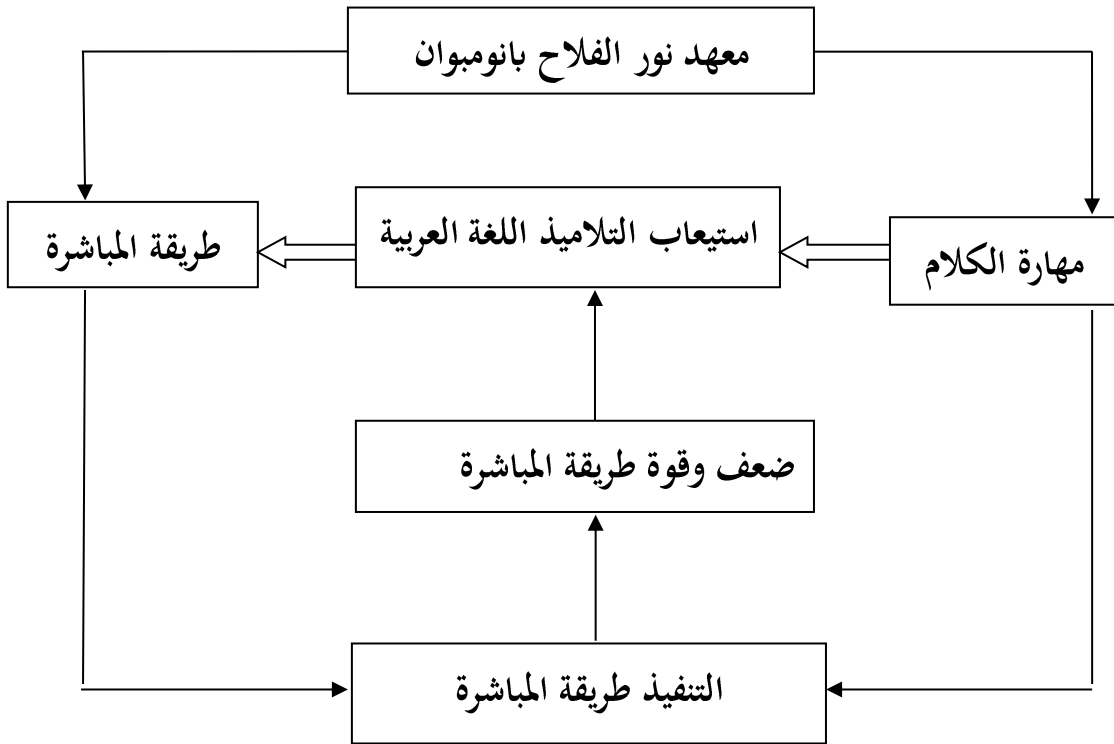 معهد نور الفلاح بانومبوان
مهارة الكلام
استيعاب التلاميذ اللغة العربية
طريقة المباشرة
ضعف وقوة طريقة المباشرة
التنفيذ طريقة المباشرة